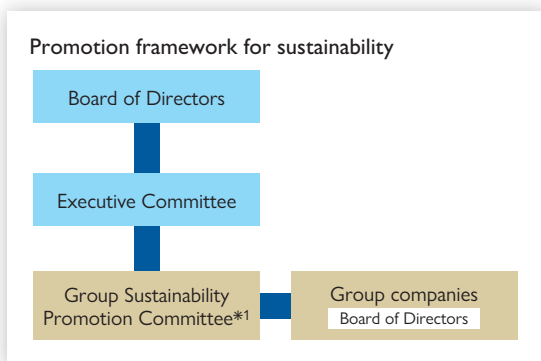 Promotion framework for sustainability
Board of Directors
Executive Committee
Group Sustainability
Promotion Committee*1
Group companies
Board of Directors